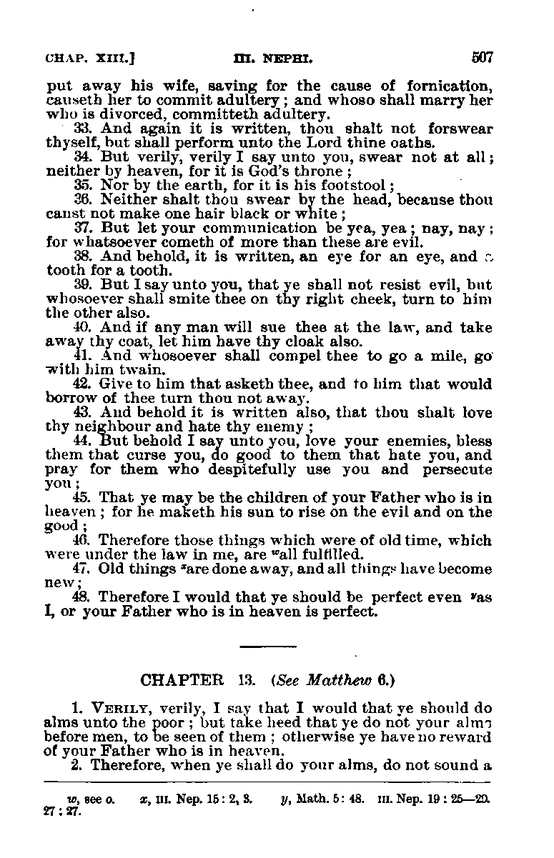 CHAP. XIII.] III. NEPHI. 507
put away his wife, saving for the cause of fornication,
causeth her to commit adultery ; and whoso shall marry her
who is divorced, committeth adultery.
33. And again it is written, thou shalt not forswear
thyself, but shall perform unto the Lord thine oaths.
34. But verily, verily I say unto you, swear not at all ;
neither by heaven, for it is God's throne ;
35. Nor by the earth, for it is his footstool ;
36. Neither shalt thou swear by the head, because thou
canst not make one hair black or white ;
37. But let your communication be yea, yea ; nay, nay ;
for whatsoever cometh of more than these are evil.
38. And behold, it is written, an eye for an eye, and a
tooth for a tooth.
39. But I say unto you, that ye shall not resist evil, but
whosoever shall smite thee on thy right cheek, turn to him
the other also.
40. And if any man will sue thee at the law, and take
away thy coat, let him have thy cloak also.
41. And whosoever shall compel thee to go a mile, go
with him twain.
42. Give to him that asketh thee, and to him that would
borrow of thee turn thou not away.
43. And behold it is written also, that thou shalt love
thy neighbour and hate thy enemy ;
44. But behold I say unto you, love your enemies, bless
them that curse you, do good to them that hate you, and
pray for them who despitefully use you and persecute
you ;
45. That ye may be the children of your Father who is in
heaven ; for he maketh his sun to rise on the evil and on the
good ;
46. Therefore those things which were of old time, which
were under the law in me, are wall fulfilled.
47. Old things xare done away, and all things have become
new ;
48. Therefore I would that ye should be perfect even yas
I, or your Father who is in heaven is perfect.
CHAPTER 13. (See Matthew 6.)
1. VERILY, verily, I say that I would that ye should do
alms unto the poor ; but take heed that ye do not your alms
before men, to be seen of them ; otherwise ye have no reward
of your Father who is in heaven.
2. Therefore, when ye shall do your alms, do not sound a
w, see o. x, III. Nep. 15 : 2, 3. y, Math. 5 : 48. III. Nep. 19 : 25—29.
27 : 27.